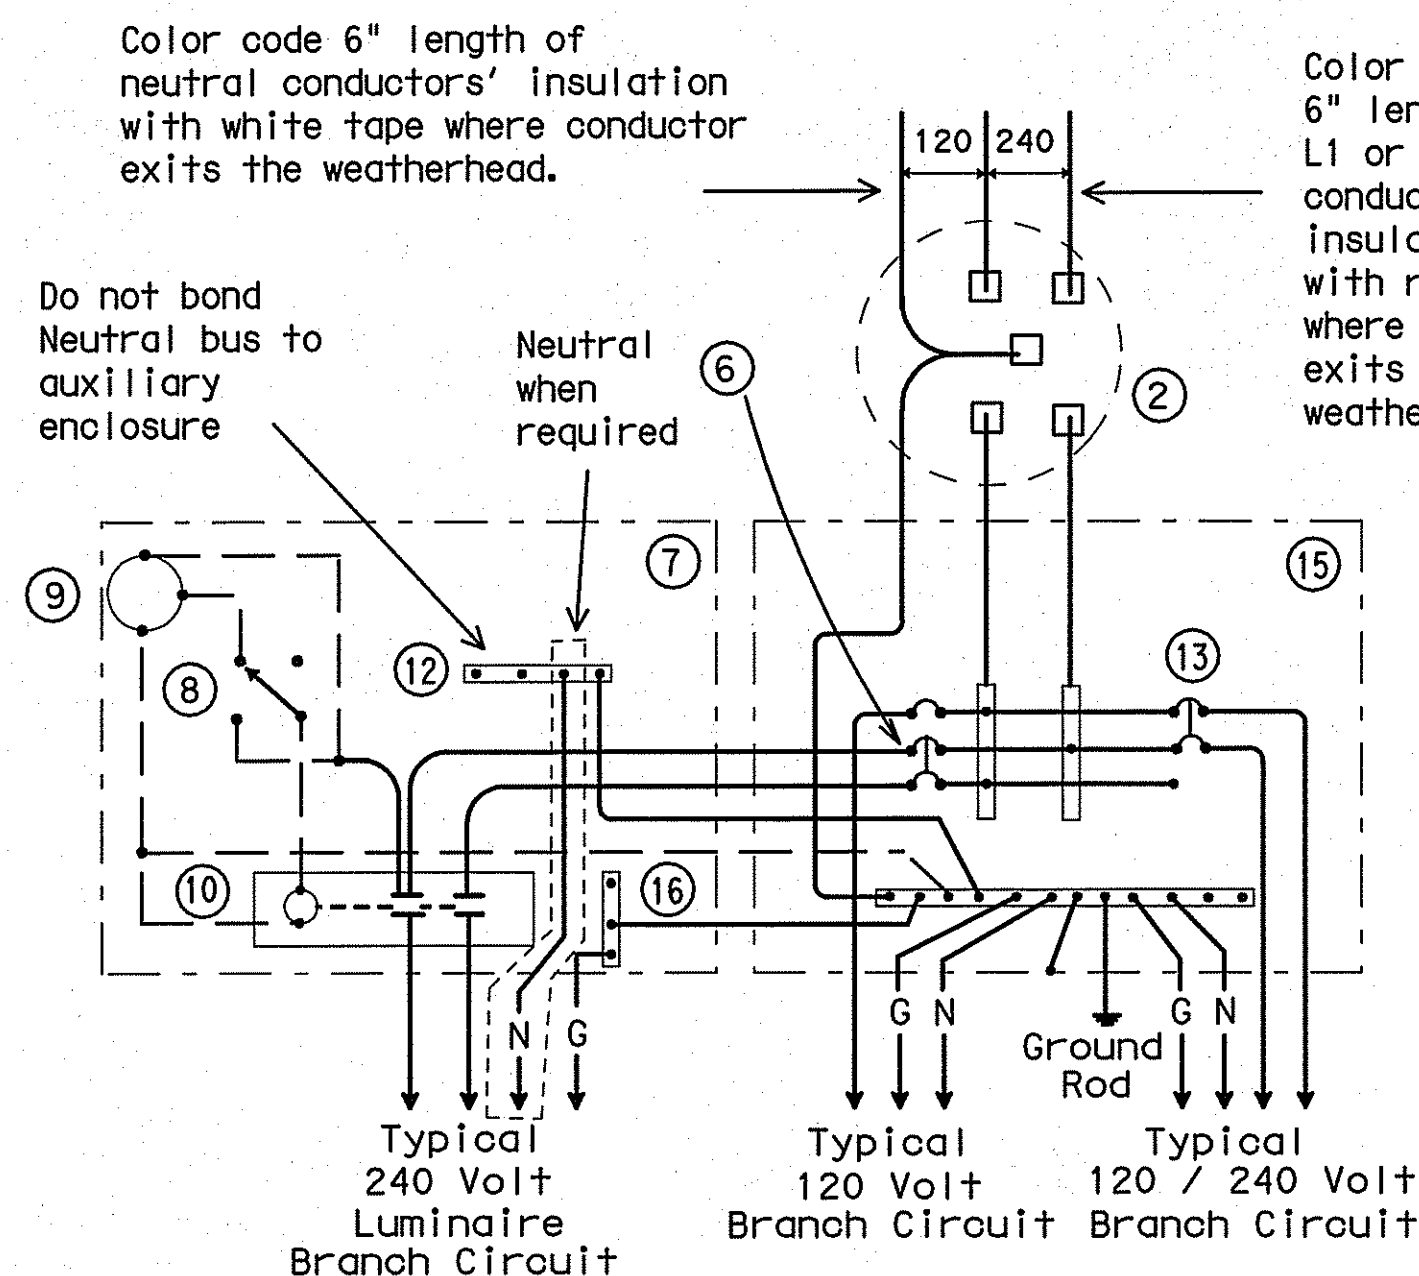 Color code 6" length of
neutral conductors' insulation
with white tape where conductor
exits the weatherhead.
120 240
Color
6" len
L1 or
conduc
insula
with r
where
exits
weathe
Do not bond
Neutral bus to
auxiliary
enclosure
Neutral
when
required
6
2
7
15
9
12
13
8
10
16
N
G
G
N
G
N
Ground
Rod
Typical
240 Volt
Luminaire
Branch Circuit
Typical
120 Volt
Branch Circuit
Typical
120 / 240 Volt
Branch Circuit